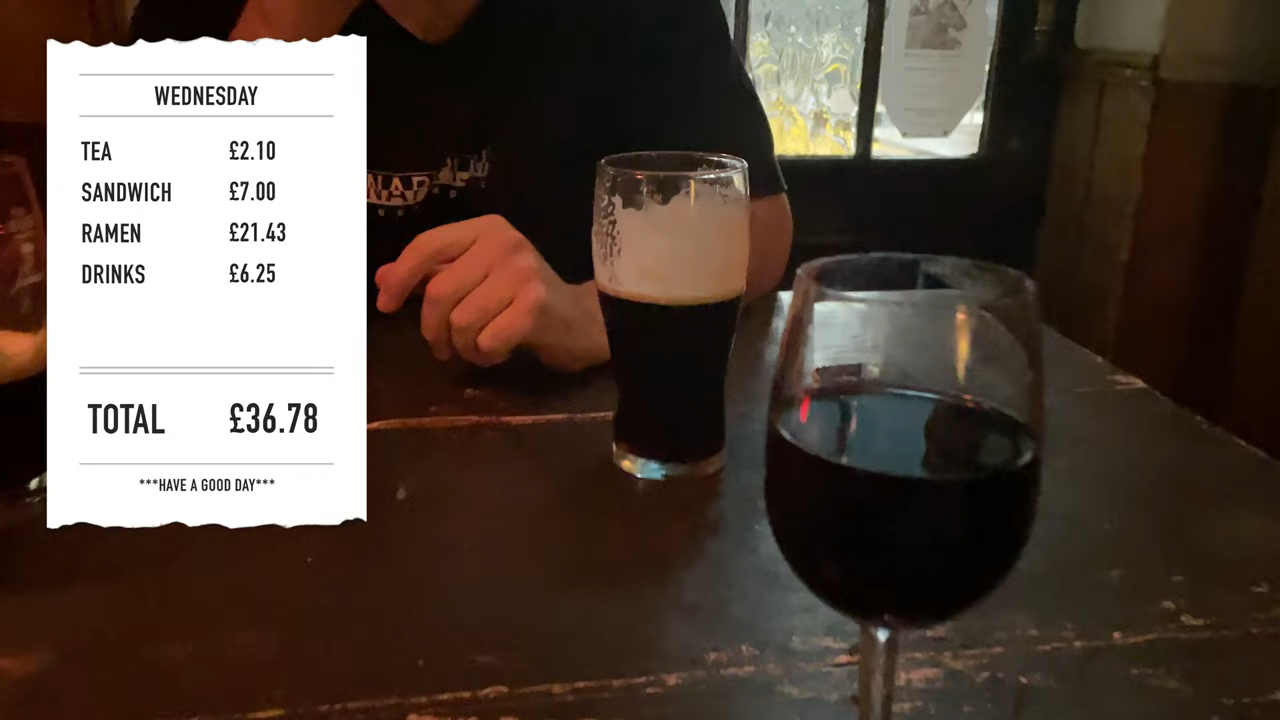 WEDNESDAY
TEA £2.10
SANDWICH £7.00
RAMEN £21.43
DRINKS £6.25
TOTAL £36.78
***HAVE A GOOD DAY***